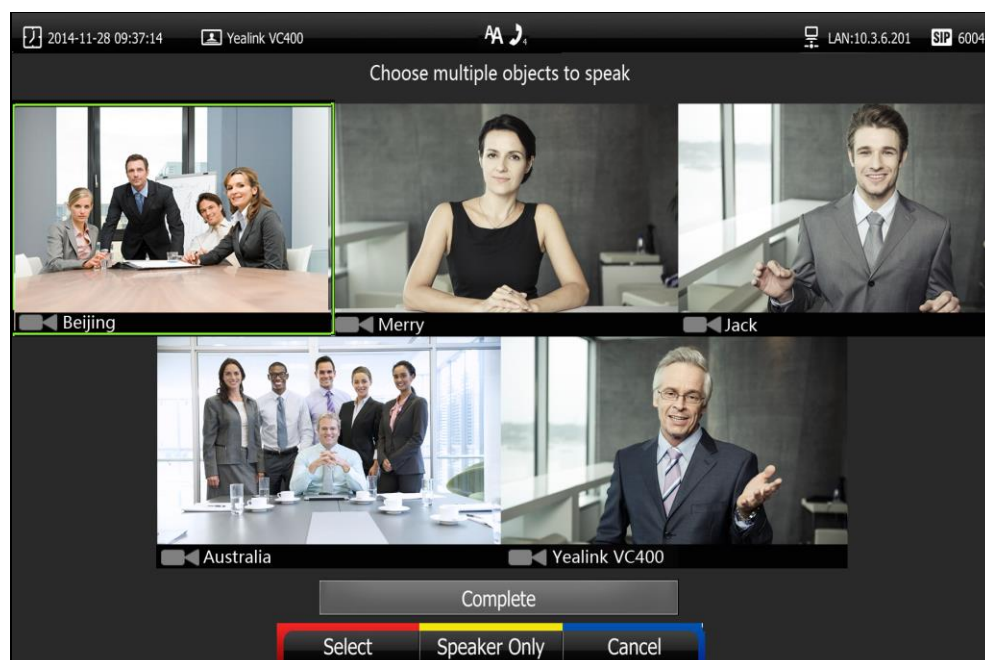 2014-11-28 09:37:14 Yealink VC400 AA 4 LAN:10.3.6.201 SIP 6004
Choose multiple objects to speak
Beijing Merry Jack
Australia Yealink VC400
Complete
Select Speaker Only Cancel